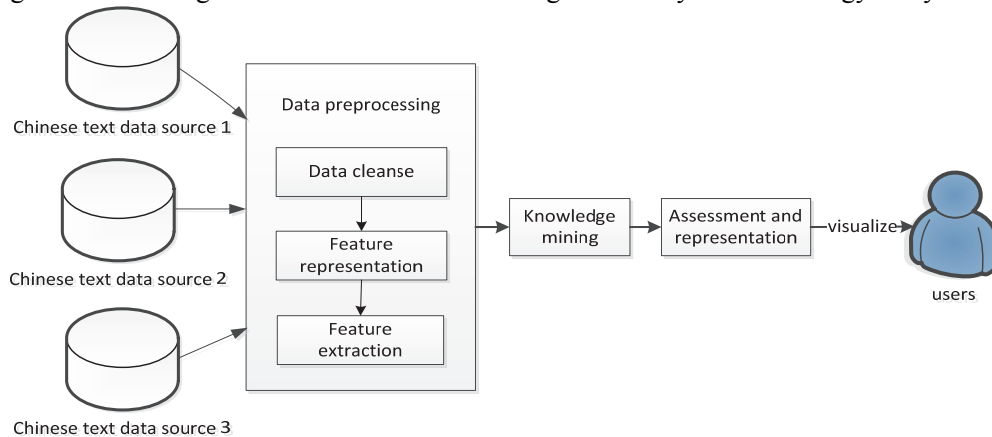 Chinese text data source 1
Chinese text data source 2
Chinese text data source 3
Data preprocessing
Data cleanse
Feature
representation
Feature
extraction
Knowledge
mining
Assessment and
representation
visualize
users